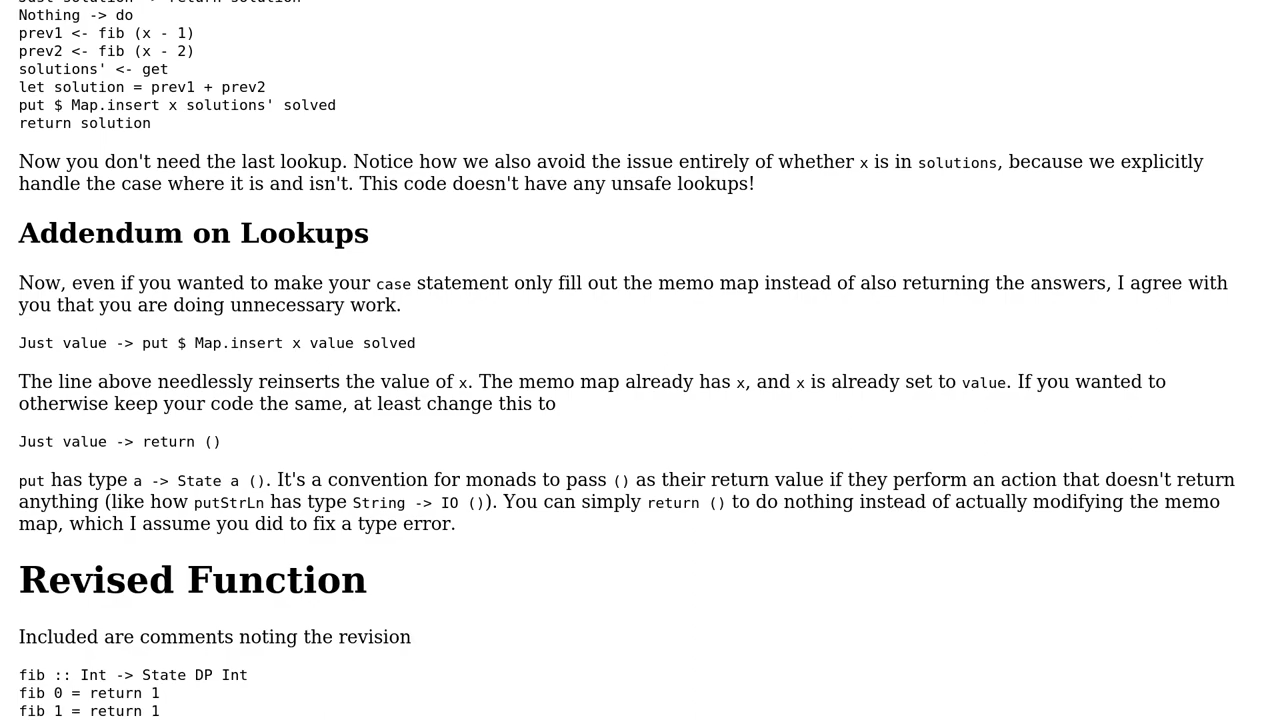 Just solution -> return solution
Nothing -> do
prev1 <- fib (x - 1)
prev2 <- fib (x - 2)
solutions' <- get
let solution = prev1 + prev2
put $ Map.insert x solutions' solved
return solution
Now you don't need the last lookup. Notice how we also avoid the issue entirely of whether x is in solutions, because we explicitly
handle the case where it is and isn't. This code doesn't have any unsafe lookups!
Addendum on Lookups
Now, even if you wanted to make your case statement only fill out the memo map instead of also returning the answers, I agree with
you that you are doing unnecessary work.
Just value -> put $ Map.insert x value solved
The line above needlessly reinserts the value of x. The memo map already has x, and x is already set to value. If you wanted to
otherwise keep your code the same, at least change this to
Just value -> return ()
put has type a -> State a (). It's a convention for monads to pass () as their return value if they perform an action that doesn't return
anything (like how putStrLn has type String -> IO ()). You can simply return () to do nothing instead of actually modifying the memo
map, which I assume you did to fix a type error.
Revised Function
Included are comments noting the revision
fib :: Int -> State DP Int
fib 0 = return 1
fib 1 = return 1